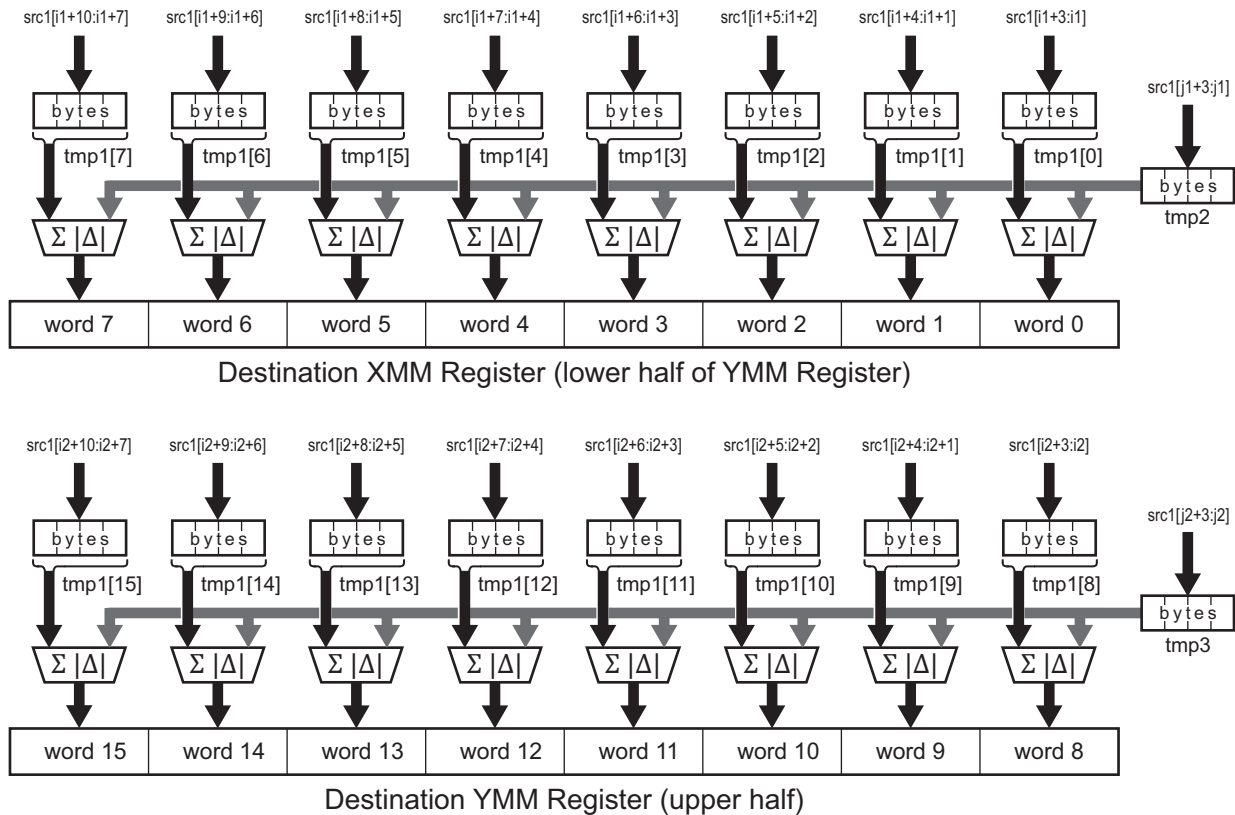 src1[i1+10:i1+7] src1[i1+9:i1+6] src1[i1+8:i1+5] src1[i1+7:i1+4] src1[i1+6:i1+3] src1[i1+5:i1+2] src1[i1+4:i1+1] src1[i1+3:i1]
src1[j1+3:j1]
bytes bytes bytes bytes bytes bytes bytes bytes
tmp1[7] tmp1[6] tmp1[5] tmp1[4] tmp1[3] tmp1[2] tmp1[1] tmp1[0]
bytes
tmp2
Σ |Δ| Σ |Δ| Σ |Δ| Σ |Δ| Σ |Δ| Σ |Δ| Σ |Δ| Σ |Δ|
word 7 word 6 word 5 word 4 word 3 word 2 word 1 word 0
Destination XMM Register (lower half of YMM Register)
src1[i2+10:i2+7] src1[i2+9:i2+6] src1[i2+8:i2+5] src1[i2+7:i2+4] src1[i2+6:i2+3] src1[i2+5:i2+2] src1[i2+4:i2+1] src1[i2+3:i2]
src1[j2+3:j2]
bytes bytes bytes bytes bytes bytes bytes bytes
tmp1[15] tmp1[14] tmp1[13] tmp1[12] tmp1[11] tmp1[10] tmp1[9] tmp1[8]
bytes
tmp3
Σ |Δ| Σ |Δ| Σ |Δ| Σ |Δ| Σ |Δ| Σ |Δ| Σ |Δ| Σ |Δ|
word 15 word 14 word 13 word 12 word 11 word 10 word 9 word 8
Destination YMM Register (upper half)